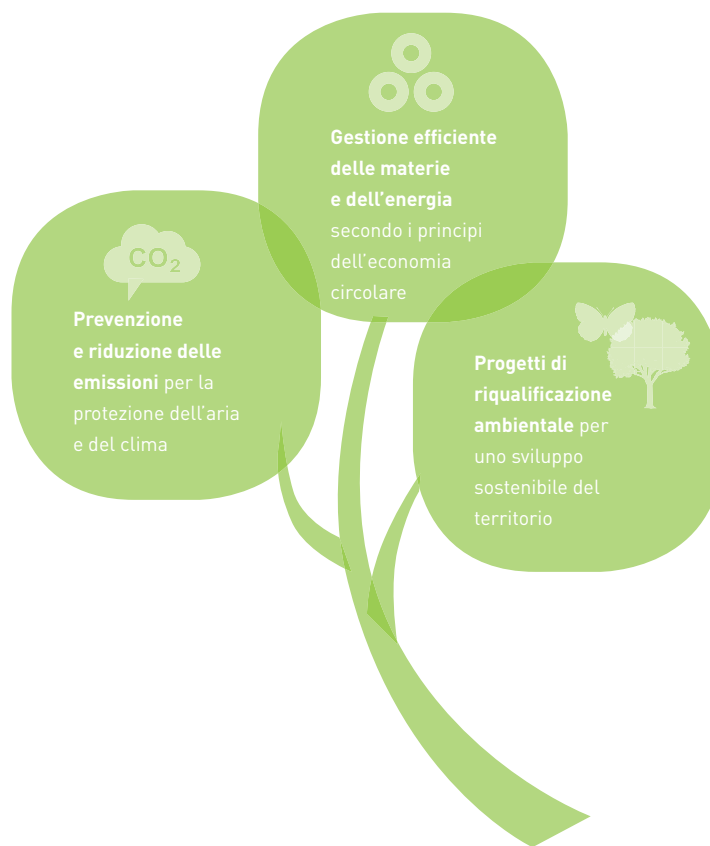 CO2
Prevenzione
e riduzione delle
emissioni per la
protezione dell'aria
e del clima
Gestione efficiente
delle materie
e dell'energia
secondo i principi
dell'economia
circolare
Progetti di
riqualificazione
ambientale per
uno sviluppo
sostenibile del
territorio